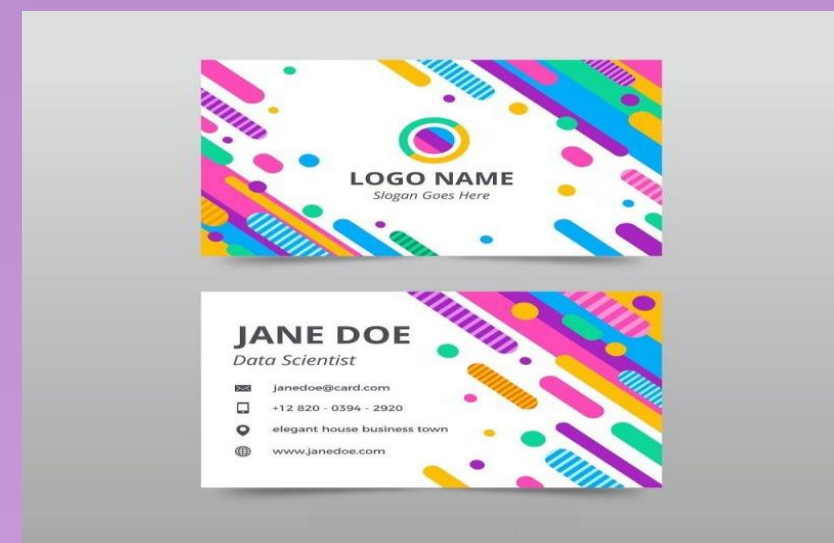 LOGO NAME
Slogan Goes Here
JANE DOE
Data Scientist
janedoe@card.com
+12 820 - 0394 - 2920
elegant house business town
www.janedoe.com